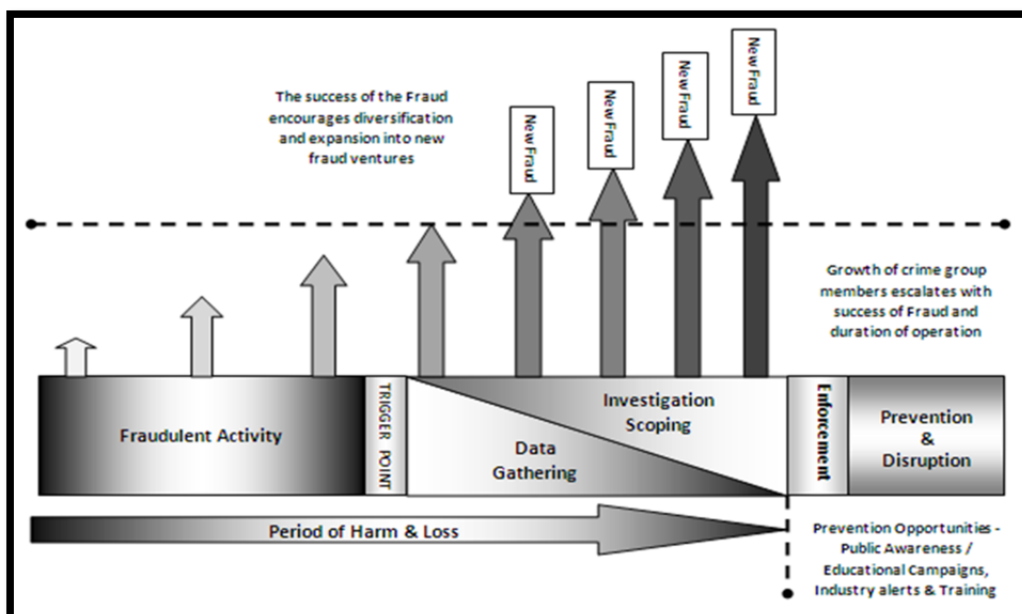 The success of the Fraud
encourages diversification
and expansion into new
fraud ventures
New Fraud
New Fraud
New Fraud
New Fraud
Growth of crime group
members escalates with
success of Fraud and
duration of operation
Fraudulent Activity
TRIGGER POINT
Data
Gathering
Investigation
Scoping
Enforcement
Prevention
&
Disruption
Period of Harm & Loss
Prevention Opportunities -
Public Awareness /
Educational Campaigns,
Industry alerts & Training